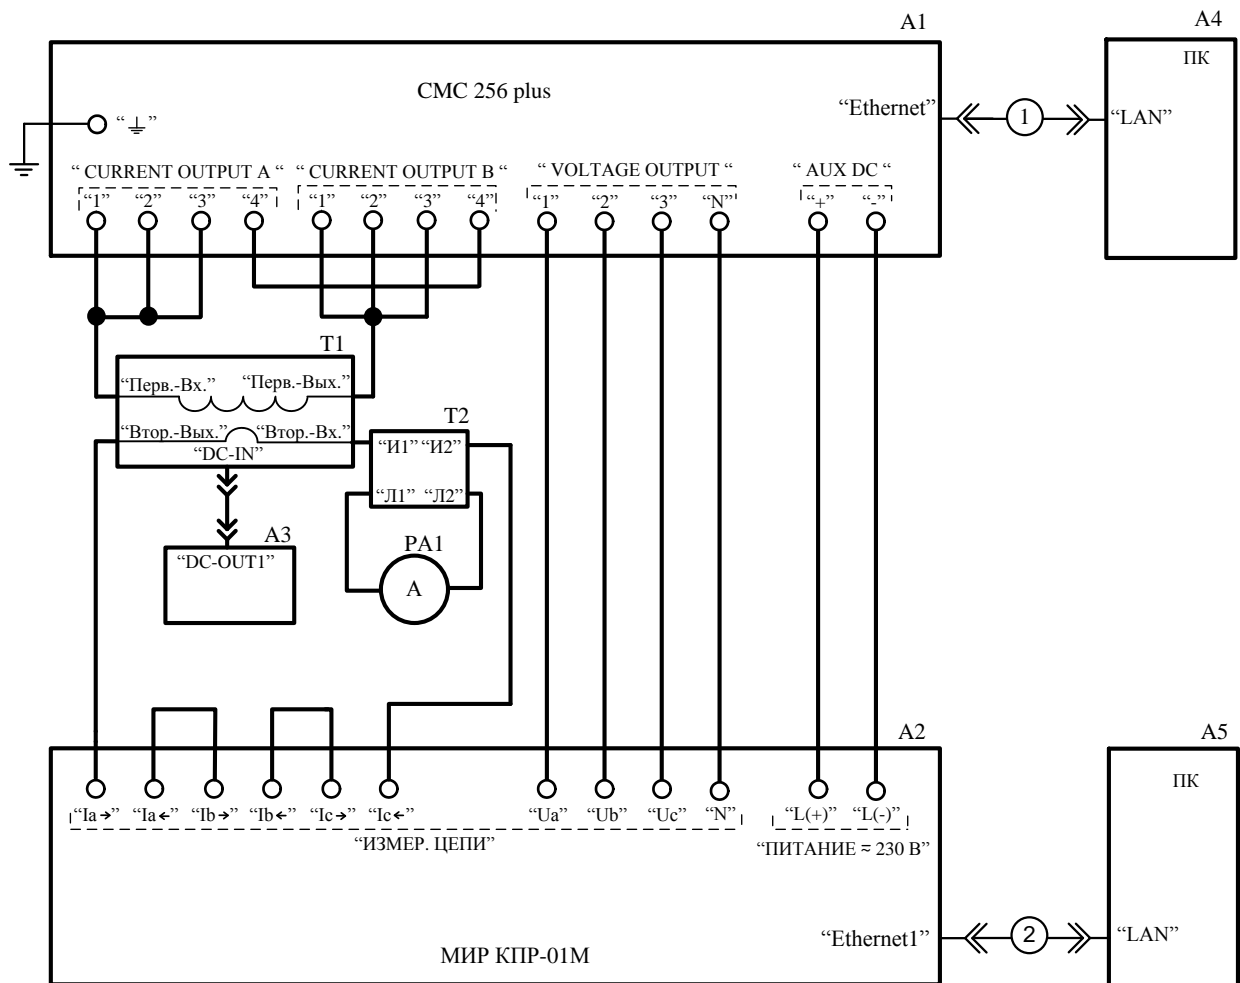 A1
A4
CMC 256 plus
ПК
“Ethernet”
1
“LAN”
“⏚”
“ CURRENT OUTPUT A “
“ CURRENT OUTPUT B “
“ VOLTAGE OUTPUT “
“ AUX DC “
“1” “2” “3” “4”
“1” “2” “3” “4”
“1” “2” “3” “N”
“+” “-”
T1
“Перв.-Вх.” “Перв.-Вых.”
“Втор.-Вых.” “Втор.-Вх.”
“DC-IN”
T2
“И1” “И2”
“Л1” “Л2”
A3
“DC-OUT1”
PA1
A
A2
A5
ПК
“Ia→” “Ia←” “Ib→” “Ib←” “Ic→” “Ic←”
“Ua” “Ub” “Uc” “N”
“L(+)” “L(-)”
“ИЗМЕР. ЦЕПИ”
“ПИТАНИЕ ≂ 230 В”
“Ethernet1”
2
“LAN”
МИР КПР-01М